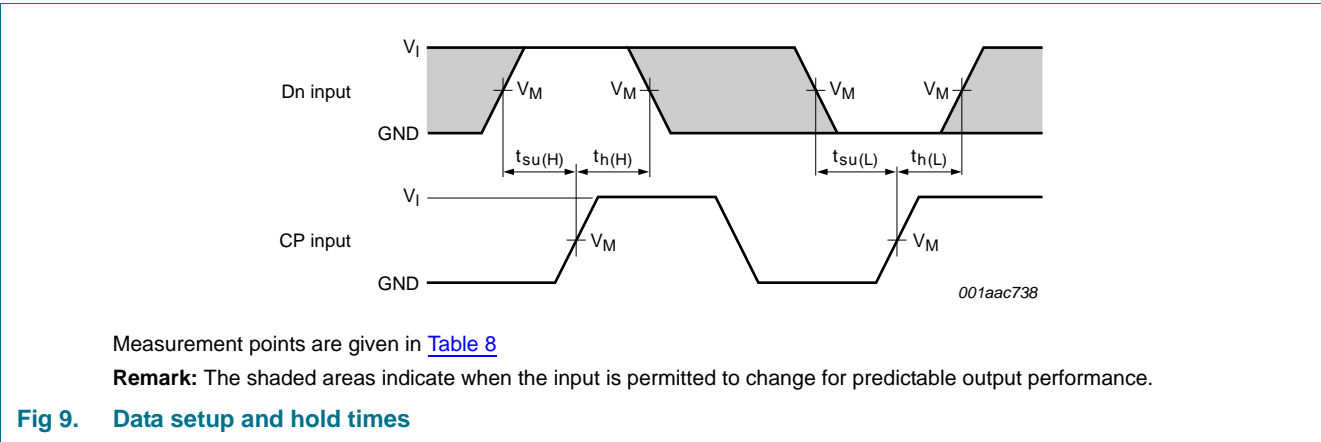 V_I
Dn input
V_M V_M V_M V_M
GND
t_su(H) t_h(H) t_su(L) t_h(L)
V_I
CP input
V_M V_M
GND
001aac738
Measurement points are given in Table 8
Remark: The shaded areas indicate when the input is permitted to change for predictable output performance.
Fig 9. Data setup and hold times